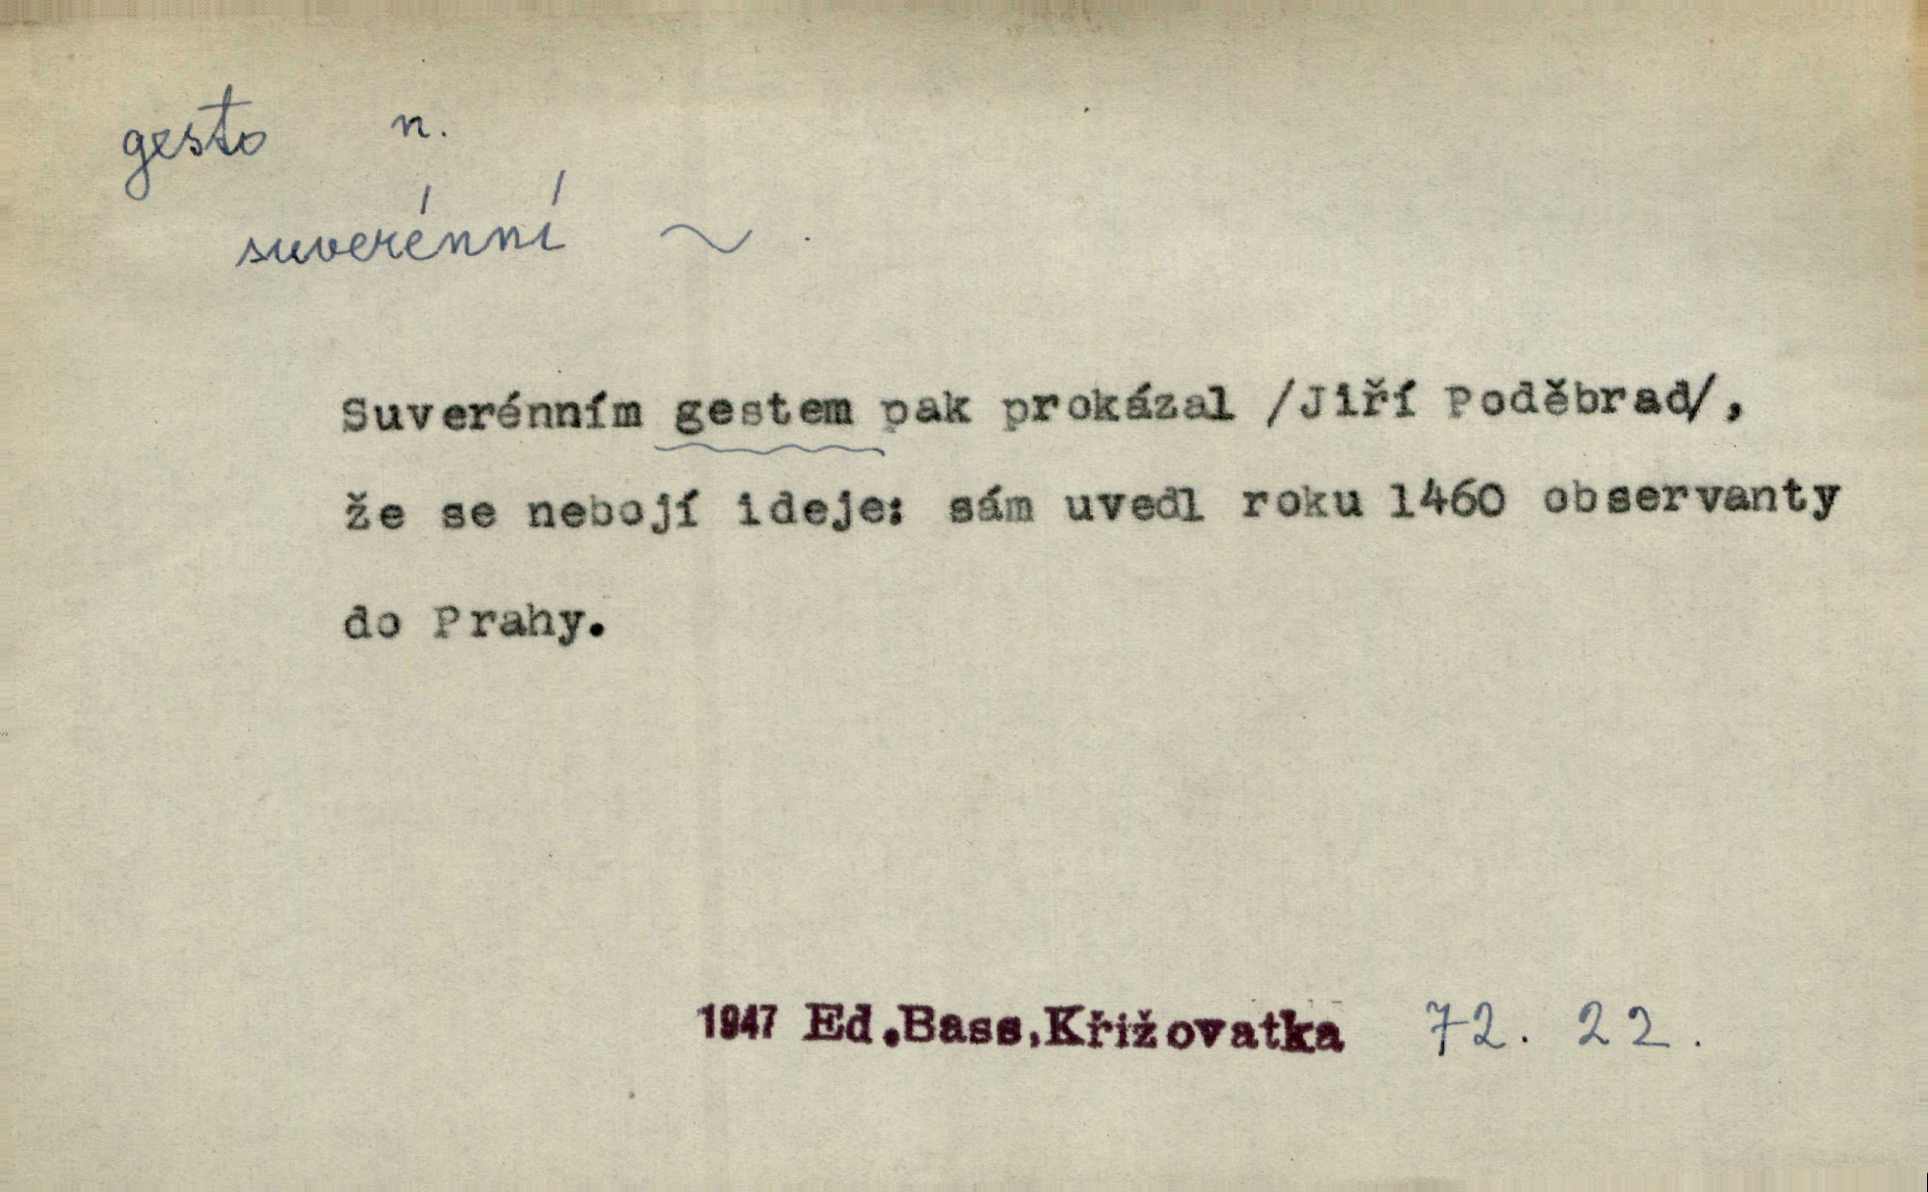 gesto n.
suverénní ~.
Suverénním gestem pak prokázal /Jiří Poděbrad/,
že se nebojí ideje: sám uvedl roku 1460 observanty
do Prahy.
1947 Ed.Bass,Křižovatka 72. 22.